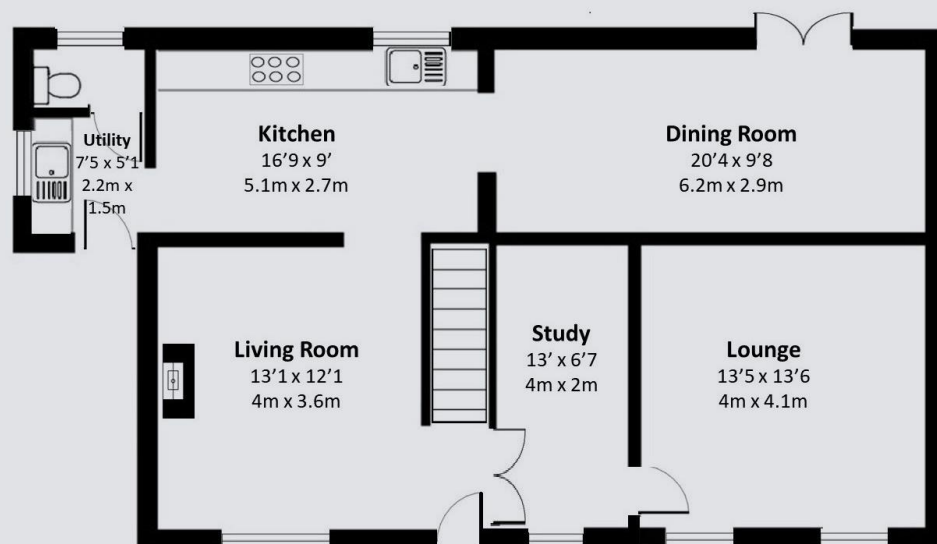 Utility
7’5 x 5’1
2.2m x
1.5m
Kitchen
16’9 x 9’
5.1m x 2.7m
Dining Room
20’4 x 9’8
6.2m x 2.9m
Living Room
13’1 x 12’1
4m x 3.6m
Study
13’ x 6’7
4m x 2m
Lounge
13’5 x 13’6
4m x 4.1m